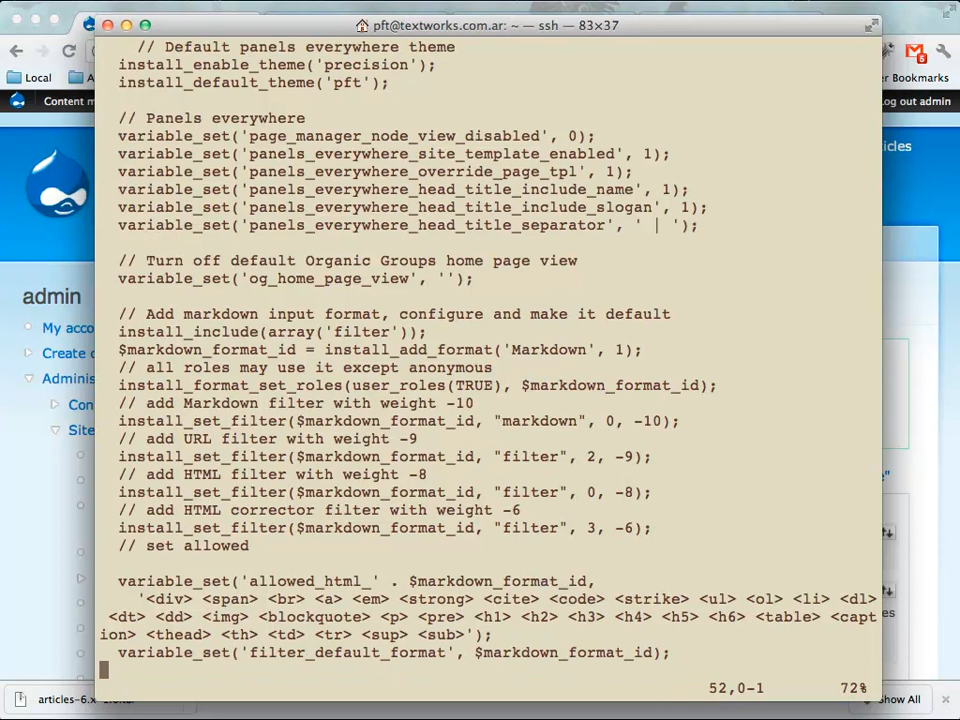 pft@textworks.com.ar: ~ — ssh — 83×37
// Default panels everywhere theme
install_enable_theme('precision');
install_default_theme('pft');
// Panels everywhere
variable_set('page_manager_node_view_disabled', 0);
variable_set('panels_everywhere_site_template_enabled', 1);
variable_set('panels_everywhere_override_page_tpl', 1);
variable_set('panels_everywhere_head_title_include_name', 1);
variable_set('panels_everywhere_head_title_include_slogan', 1);
variable_set('panels_everywhere_head_title_separator', ' | ');
// Turn off default Organic Groups home page view
variable_set('og_home_page_view', '');
// Add markdown input format, configure and make it default
install_include(array('filter'));
$markdown_format_id = install_add_format('Markdown', 1);
// all roles may use it except anonymous
install_format_set_roles(user_roles(TRUE), $markdown_format_id);
// add Markdown filter with weight -10
install_set_filter($markdown_format_id, "markdown", 0, -10);
// add URL filter with weight -9
install_set_filter($markdown_format_id, "filter", 2, -9);
// add HTML filter with weight -8
install_set_filter($markdown_format_id, "filter", 0, -8);
// add HTML corrector filter with weight -6
install_set_filter($markdown_format_id, "filter", 3, -6);
// set allowed
variable_set('allowed_html_' . $markdown_format_id,
'<div> <span> <br> <a> <em> <strong> <cite> <code> <strike> <ul> <ol> <li> <dl>
<dt> <dd> <img> <blockquote> <p> <pre> <h1> <h2> <h3> <h4> <h5> <h6> <table> <capt
ion> <thead> <th> <td> <tr> <sup> <sub>');
variable_set('filter_default_format', $markdown_format_id);
52,0-1 72%
Local
A
5
r Bookmarks
Content m
Log out admin
icles
admin
My acco
Create c
Adminis
Con
Site
es
articles-6.x
Show All